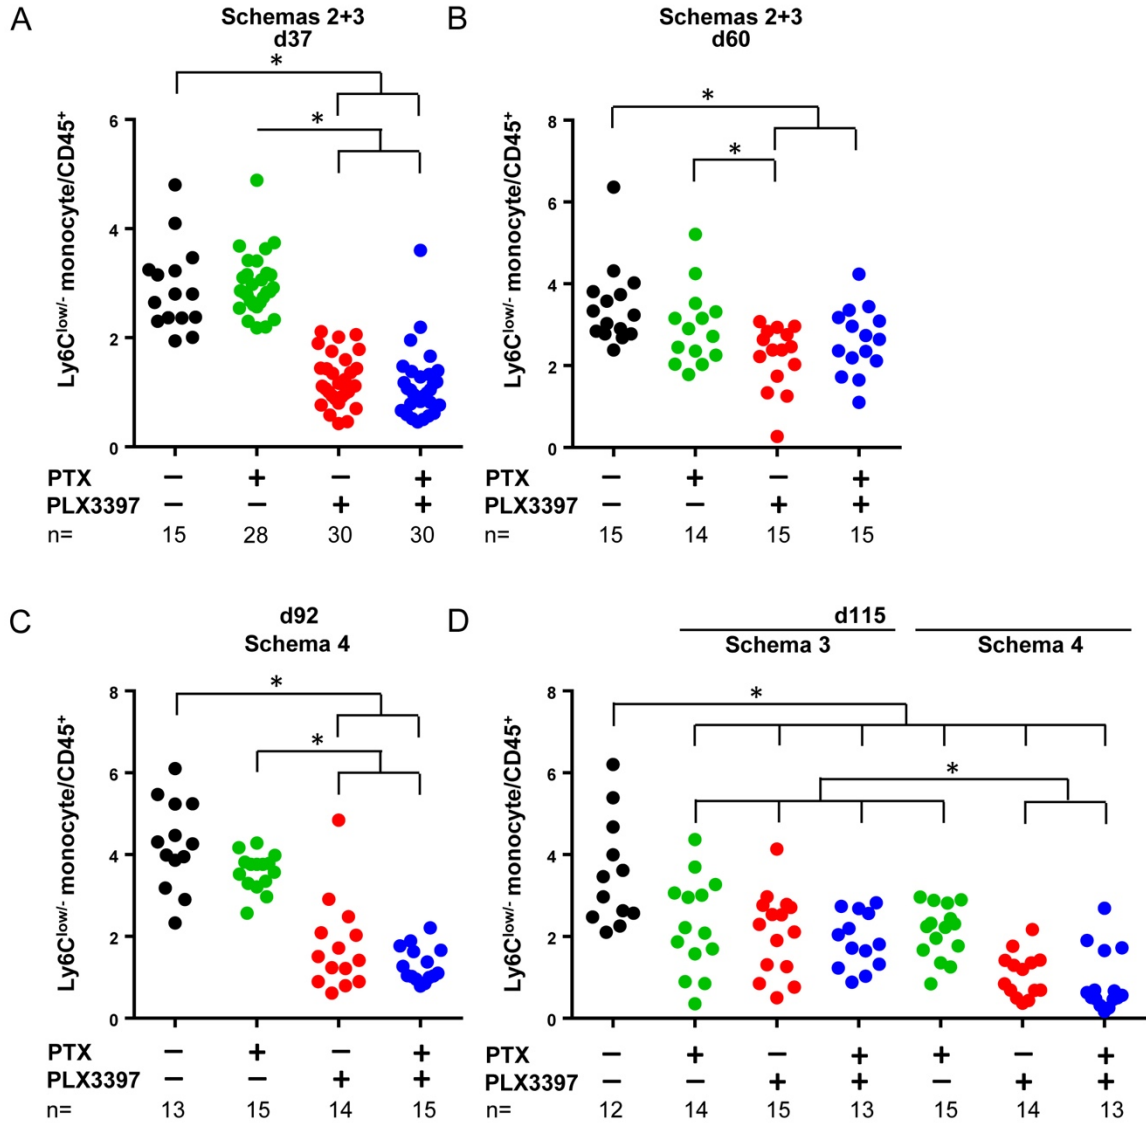 A
Schemas 2+3
d37
*
*
Ly6Clow/- monocyte/CD45+
6
4
2
0
PTX − + − +
PLX3397 − − + +
n= 15 28 30 30
B
Schemas 2+3
d60
*
*
Ly6Clow/- monocyte/CD45+
8
6
4
2
0
PTX − + − +
PLX3397 − − + +
n= 15 14 15 15
C
d92
Schema 4
*
*
Ly6Clow/- monocyte/CD45+
8
6
4
2
0
PTX − + − +
PLX3397 − − + +
n= 13 15 14 15
D
d115
Schema 3 Schema 4
*
*
Ly6Clow/- monocyte/CD45+
8
6
4
2
0
PTX − + − + + − +
PLX3397 − − + + − + +
n= 12 14 15 13 15 14 13